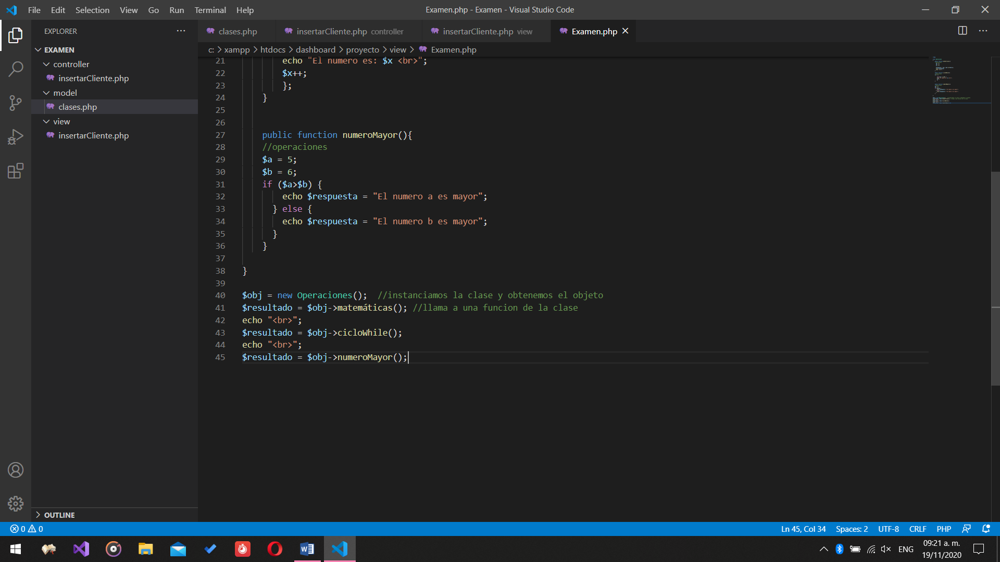 File Edit Selection View Go Run Terminal Help
Examen.php - Examen - Visual Studio Code
EXPLORER
EXAMEN
controller
insertarCliente.php
model
clases.php
view
insertarCliente.php
OUTLINE
clases.php
insertarCliente.php controller
insertarCliente.php view
Examen.php
c: > xampp > htdocs > dashboard > proyecto > view > Examen.php
21 echo "El numero es: $x <br>";
22 $x++;
23 };
24 }
25
26
27 public function numeroMayor(){
28 //operaciones
29 $a = 5;
30 $b = 6;
31 if ($a>$b) {
32 echo $respuesta = "El numero a es mayor";
33 } else {
34 echo $respuesta = "El numero b es mayor";
35 }
36 }
37
38 }
39
40 $obj = new Operaciones(); //instanciamos la clase y obtenemos el objeto
41 $resultado = $obj->matemáticas(); //llama a una funcion de la clase
42 echo "<br>";
43 $resultado = $obj->cicloWhile();
44 echo "<br>";
45 $resultado = $obj->numeroMayor();
0 0
Ln 45, Col 34 Spaces: 2 UTF-8 CRLF PHP
ENG
09:21 a. m.
19/11/2020